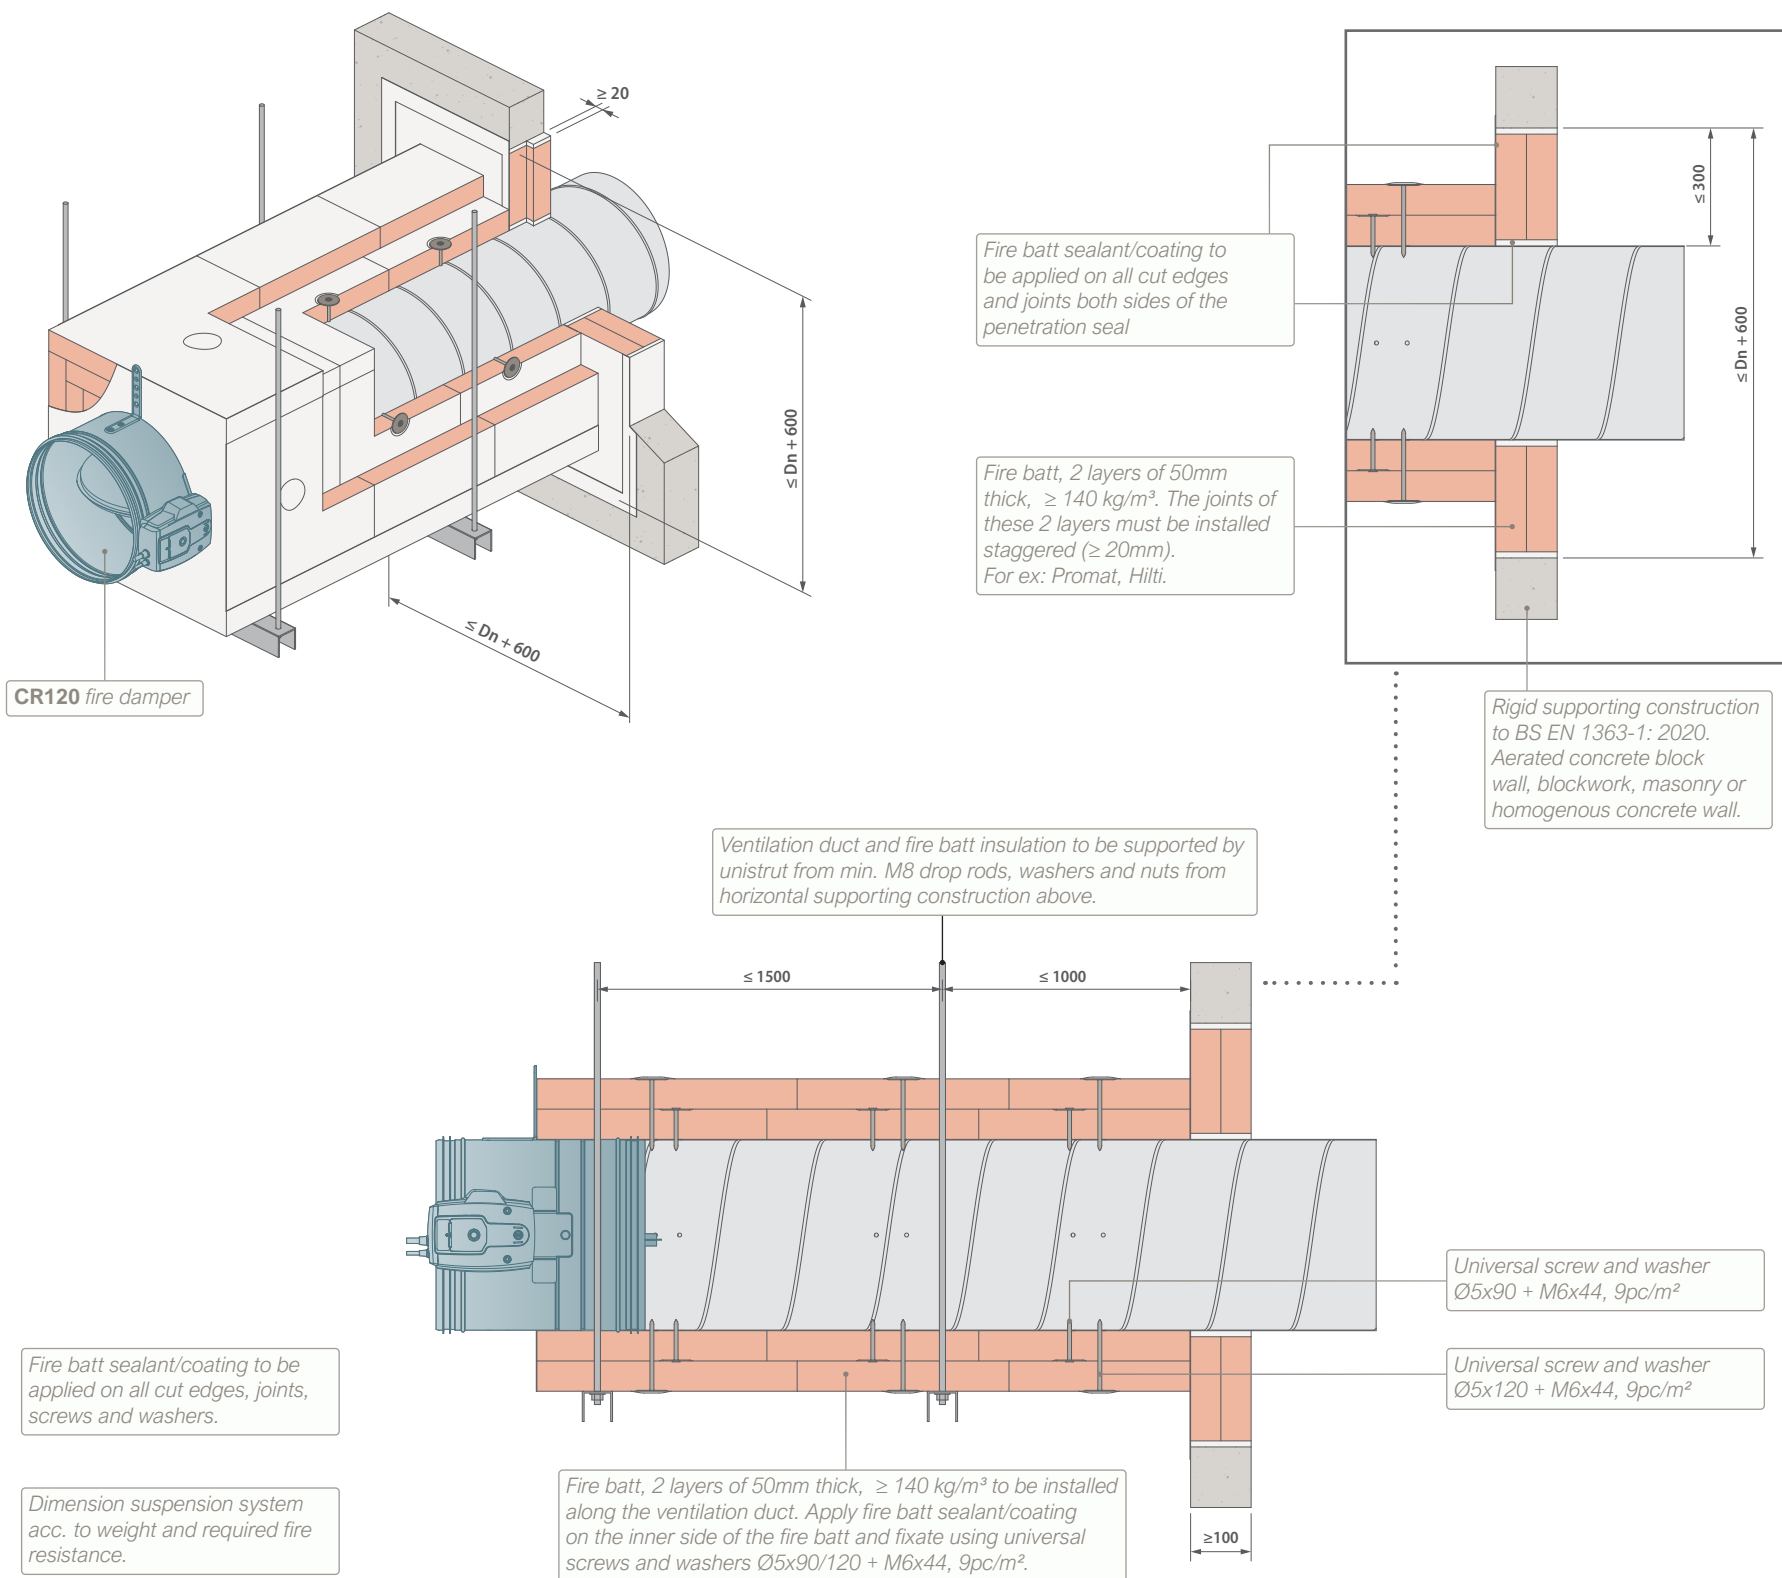 ≥ 20
≤ Dn + 600
≤ Dn + 600
CR120 fire damper
≤ 300
≤ Dn + 600
Fire batt sealant/coating to
be applied on all cut edges
and joints both sides of the
penetration seal
Fire batt, 2 layers of 50mm
thick, ≥ 140 kg/m³. The joints of
these 2 layers must be installed
staggered (≥ 20mm).
For ex: Promat, Hilti.
Rigid supporting construction
to BS EN 1363-1: 2020.
Aerated concrete block
wall, blockwork, masonry or
homogenous concrete wall.
Ventilation duct and fire batt insulation to be supported by
unistrut from min. M8 drop rods, washers and nuts from
horizontal supporting construction above.
≤ 1500
≤ 1000
Universal screw and washer
Ø5x90 + M6x44, 9pc/m²
Universal screw and washer
Ø5x120 + M6x44, 9pc/m²
Fire batt sealant/coating to be
applied on all cut edges, joints,
screws and washers.
Dimension suspension system
acc. to weight and required fire
resistance.
Fire batt, 2 layers of 50mm thick, ≥ 140 kg/m³ to be installed
along the ventilation duct. Apply fire batt sealant/coating
on the inner side of the fire batt and fixate using universal
screws and washers Ø5x90/120 + M6x44, 9pc/m².
≥100